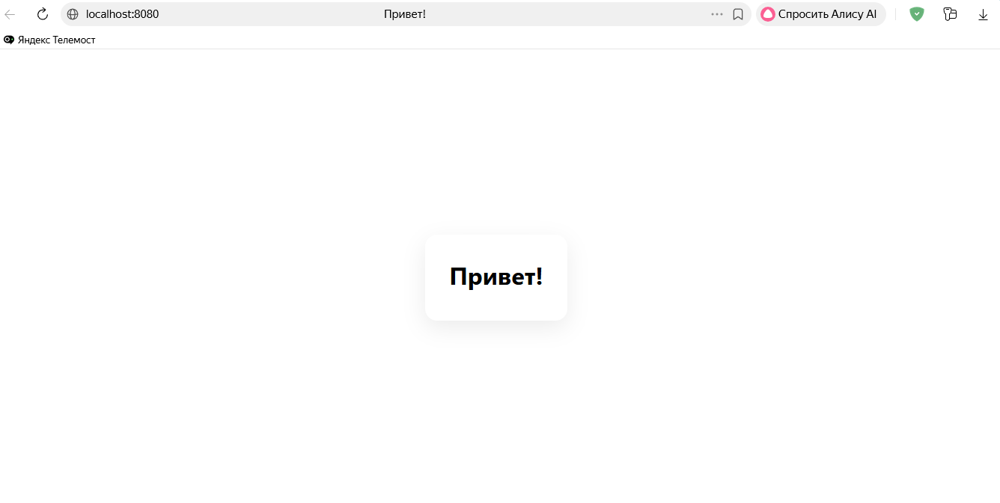 localhost:8080 Привет! Спросить Алису AI
Яндекс Телемост
Привет!